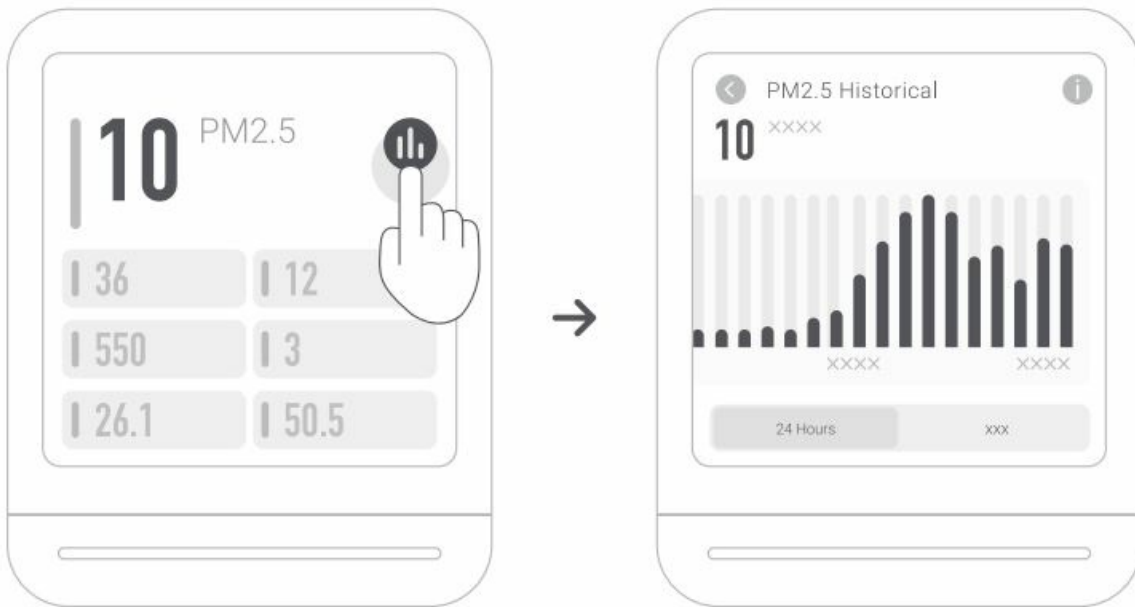 10 PM2.5
36 12
550 3
26.1 50.5
PM2.5 Historical
10 xxxx
xxxx xxxx
24 Hours xxx